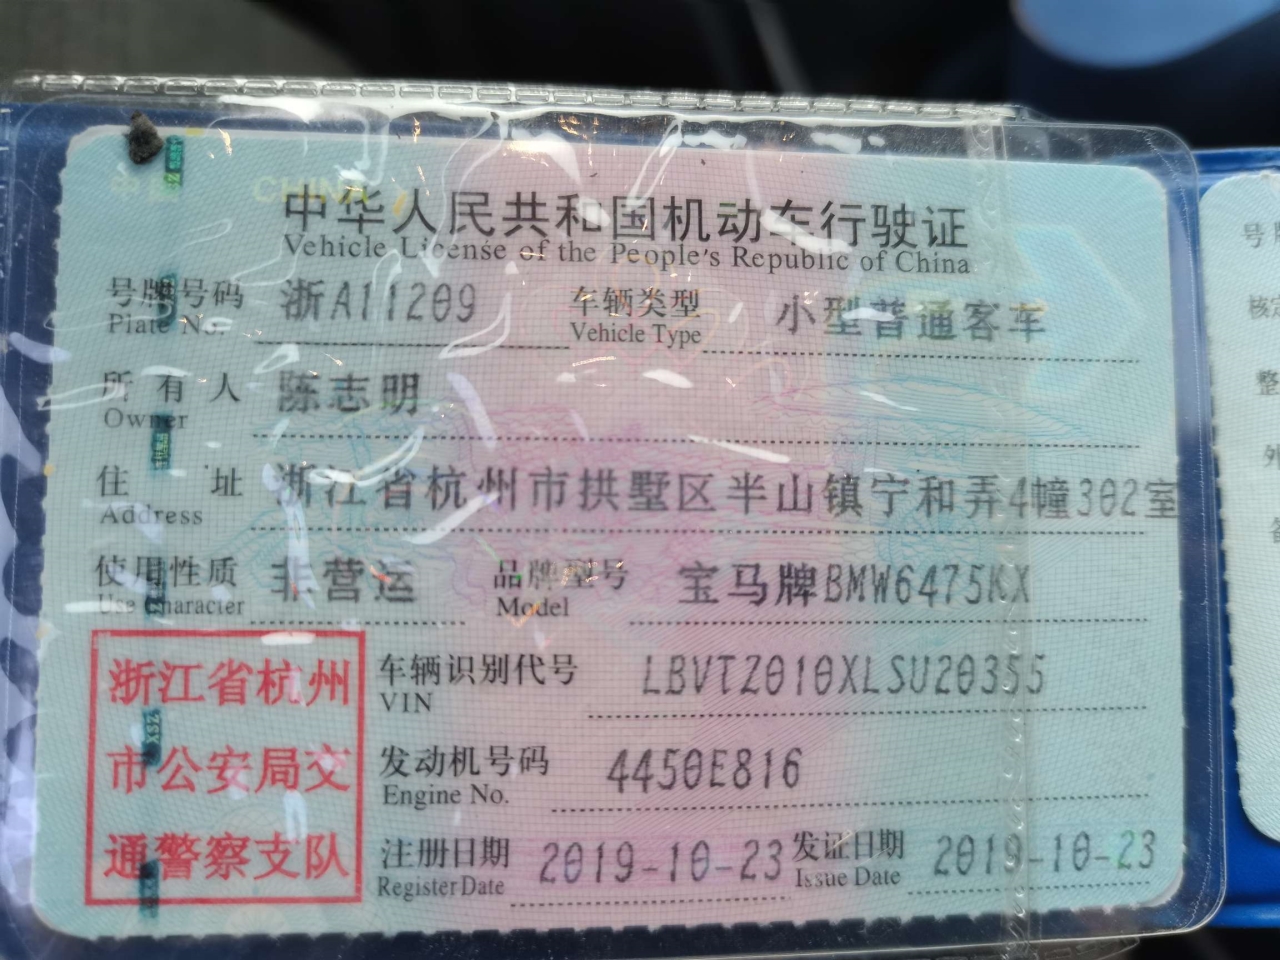 CHINA
中华人民共和国机动车行驶证
Vehicle License of the People's Republic of China
号牌号码 浙A11209 车辆类型 小型普通客车
Plate No. Vehicle Type
所有人 陈志明
Owner
住址 浙江省杭州市拱墅区半山镇宁和弄4幢302室
Address
使用性质 非营运 品牌型号 宝马牌BMW6475KX
Use Character Model
浙江省杭州
市公安局交
通警察支队
车辆识别代号 LBVTZ010XLSU20355
VIN
发动机号码 4450E816
Engine No.
注册日期 2019-10-23 发证日期 2019-10-23
Register Date Issue Date
号
核定
整
外